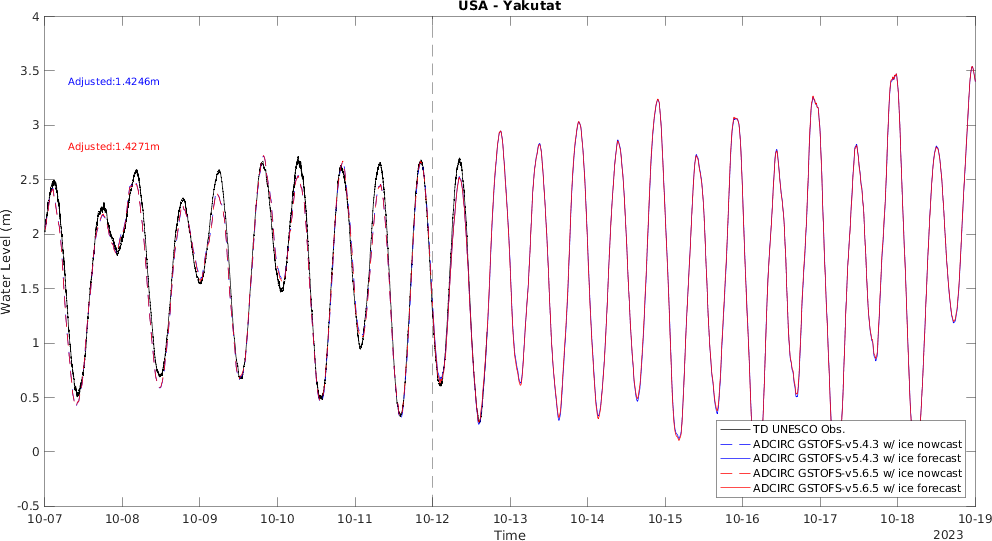 USA - Yakutat
4
3.5
3
2.5
2
1.5
1
0.5
0
-0.5
Water Level (m)
Adjusted:1.4246m
Adjusted:1.4271m
TD UNESCO Obs.
ADCIRC GSTOFS-v5.4.3 w/ ice nowcast
ADCIRC GSTOFS-v5.4.3 w/ ice forecast
ADCIRC GSTOFS-v5.6.5 w/ ice nowcast
ADCIRC GSTOFS-v5.6.5 w/ ice forecast
10-07 10-08 10-09 10-10 10-11 10-12 10-13 10-14 10-15 10-16 10-17 10-18 10-19
Time
2023